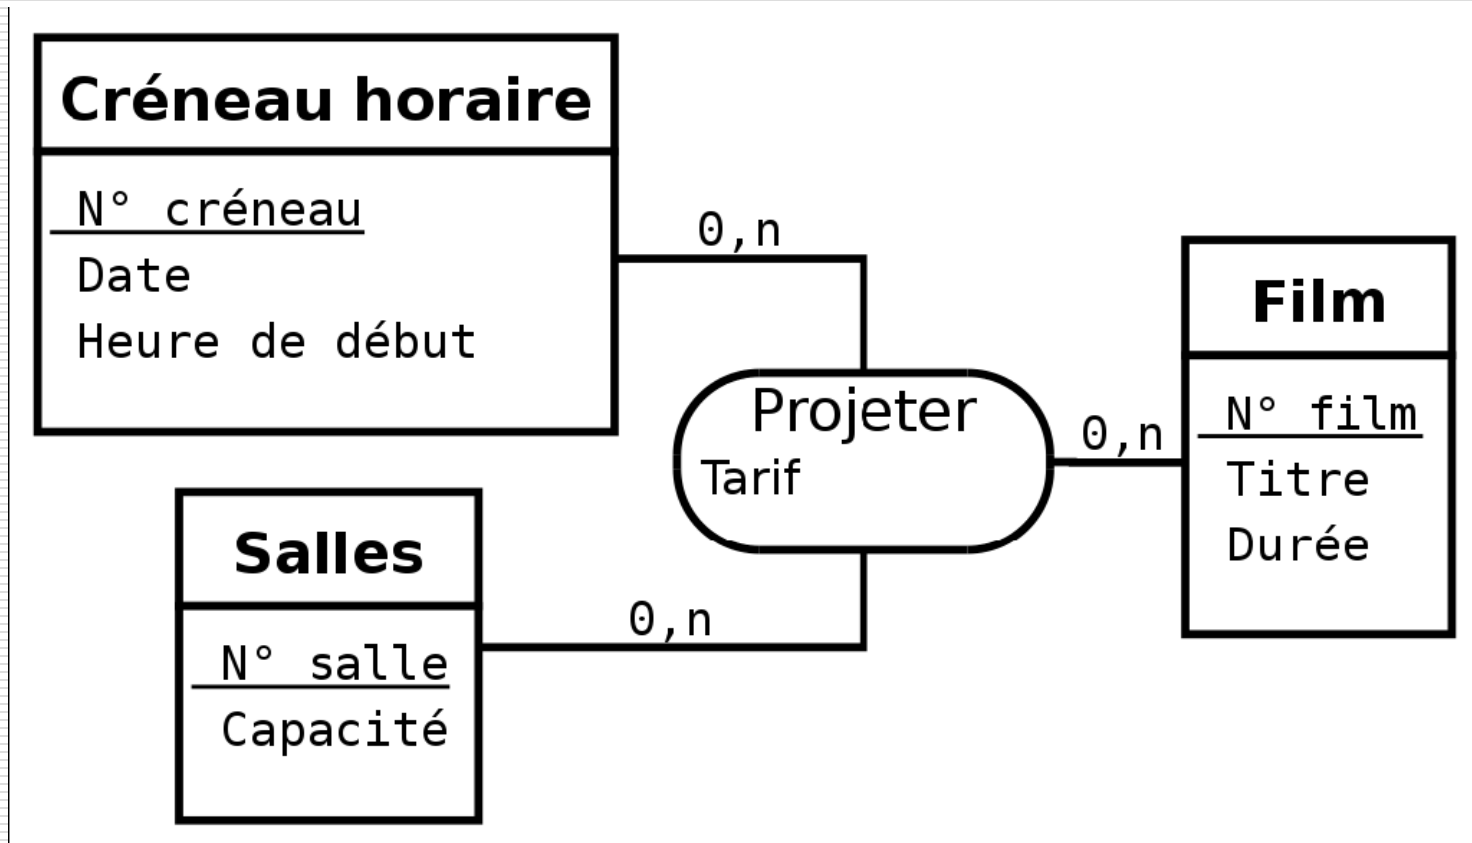 Créneau horaire
N° créneau
Date
Heure de début
0,n
Projeter
Tarif
0,n
Film
N° film
Titre
Durée
Salles
N° salle
Capacité
0,n